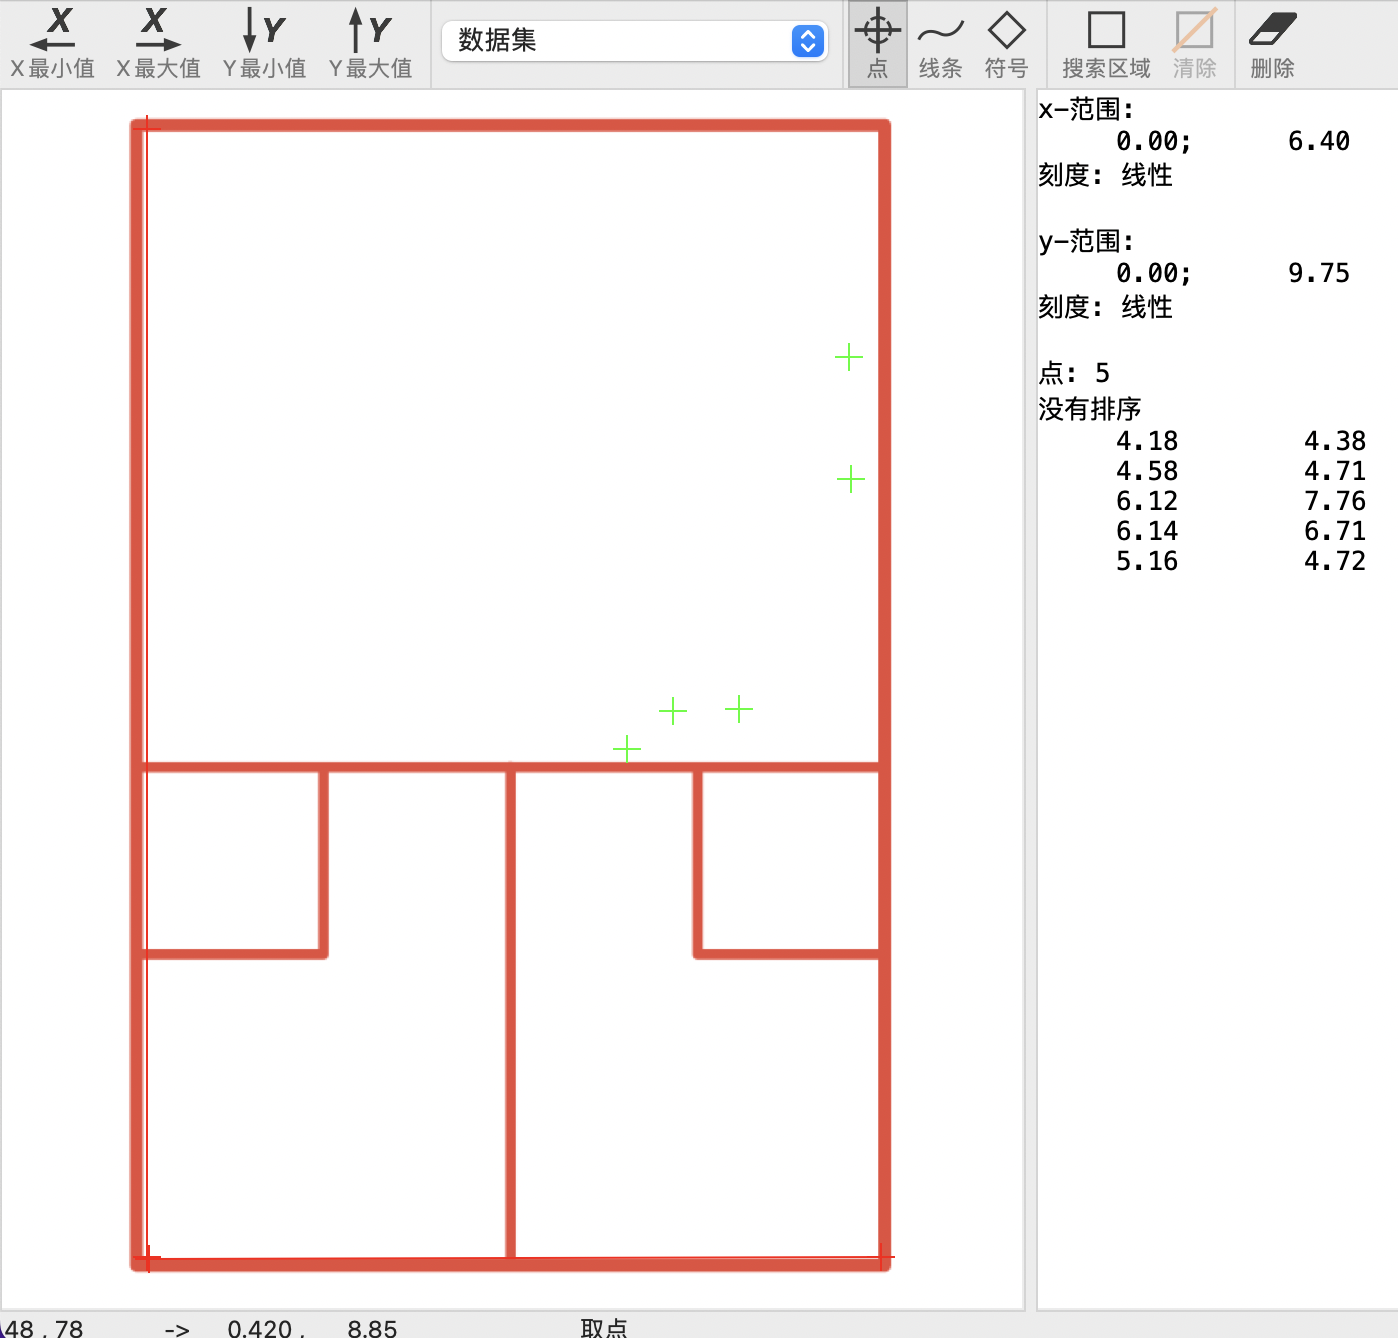 X X Y Y
X 最小值 X 最大值 Y 最小值 Y 最大值
数据集
点 线条 符号 搜索区域 清除 删除
x-范围:
0.00; 6.40
刻度: 线性
y-范围:
0.00; 9.75
刻度: 线性
点: 5
没有排序
4.18 4.38
4.58 4.71
6.12 7.76
6.14 6.71
5.16 4.72
48 , 78 -> 0.420 , 8.85 取点